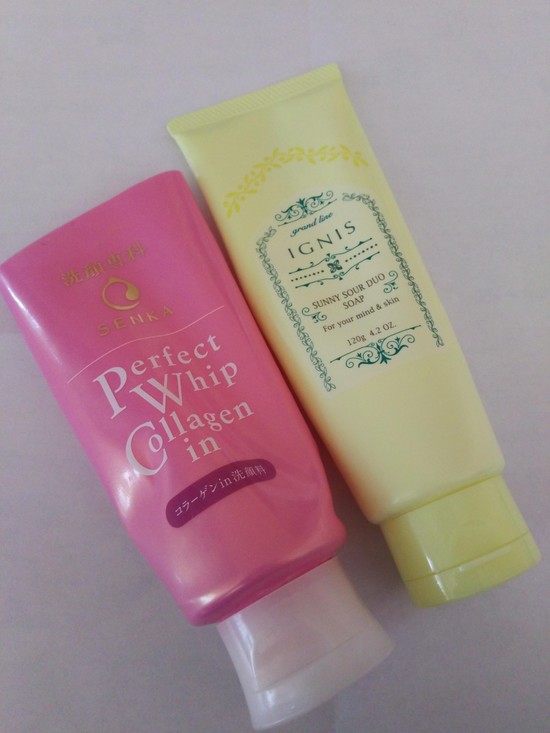 洗顔専科
SENKA
Perfect
Whip
Collagen
in
コラーゲンin洗顔料
grand line
IGNIS
SUNNY SOUR DUO
SOAP
For your mind & skin
120g 4.2 OZ.